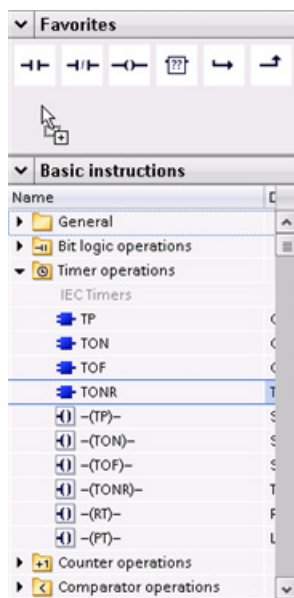 Favorites
??
Basic instructions
Name
General
Bit logic operations
Timer operations
IEC Timers
TP
TON
TOF
TONR
-(TP)-
-(TON)-
-(TOF)-
-(TONR)-
-(RT)-
-(PT)-
+1 Counter operations
Comparator operations